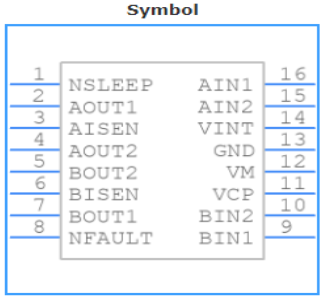 Symbol
1 NSLEEP AIN1 16
2 AOUT1 AIN2 15
3 AISEN VINT 14
4 AOUT2 GND 13
5 BOUT2 VM 12
6 BISEN VCP 11
7 BOUT1 BIN2 10
8 NFAULT BIN1 9